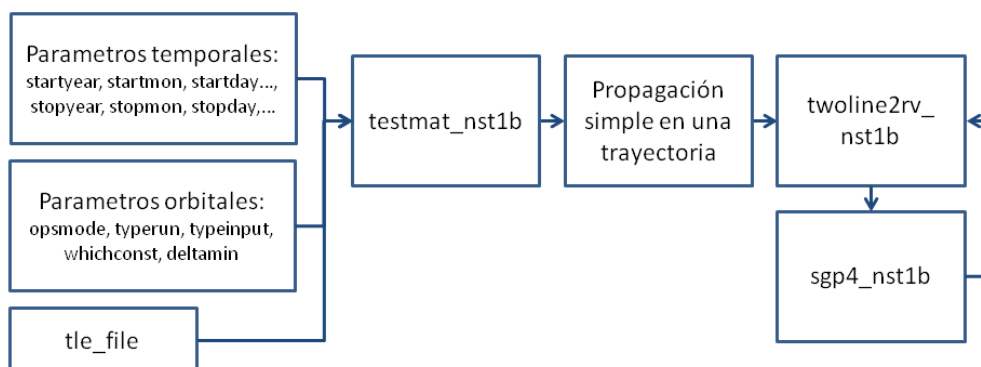 Parametros temporales:
startyear, startmon, startday...,
stopyear, stopmon, stopday,...
Parametros orbitales:
opsmode, typerun, typeinput,
whichconst, deltamin
tle_file
testmat_nst1b
Propagación
simple en una
trayectoria
twoline2rv_
nst1b
sgp4_nst1b